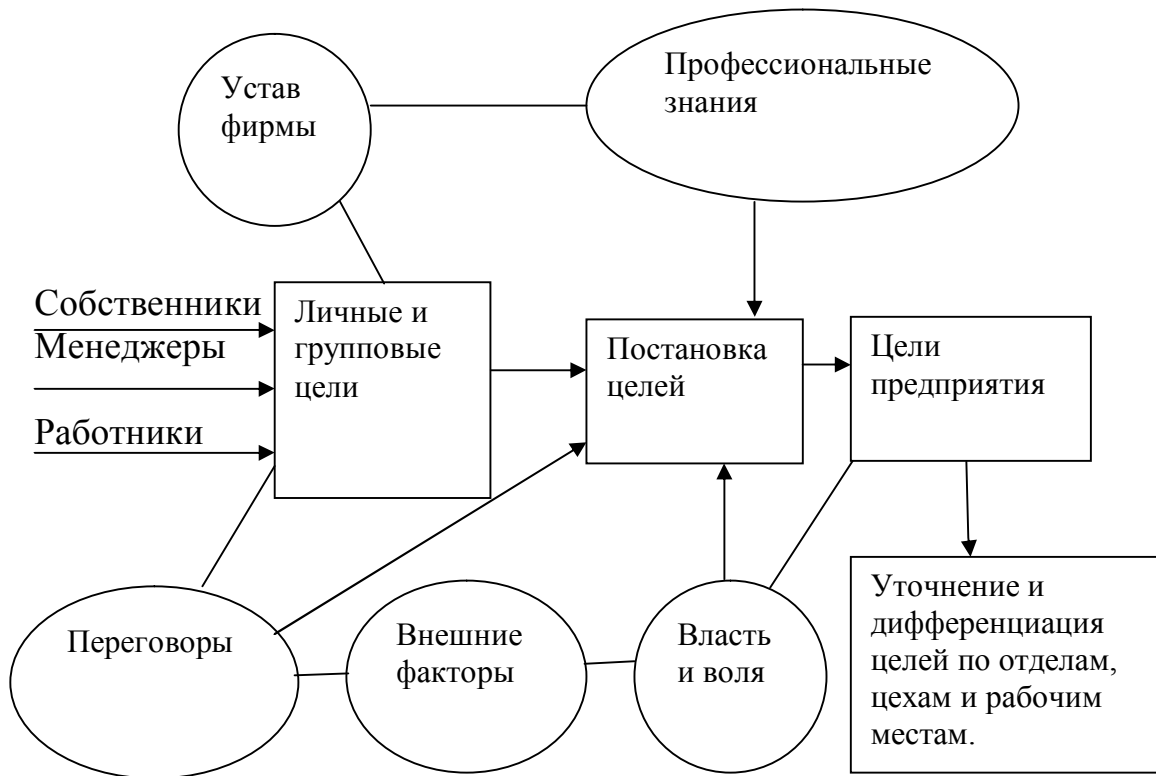 Устав
фирмы
Профессиональные
знания
Собственники
Менеджеры
Работники
Личные и
групповые
цели
Постановка
целей
Цели
предприятия
Переговоры
Внешние
факторы
Власть
и воля
Уточнение и
дифференциация
целей по отделам,
цехам и рабочим
местам.